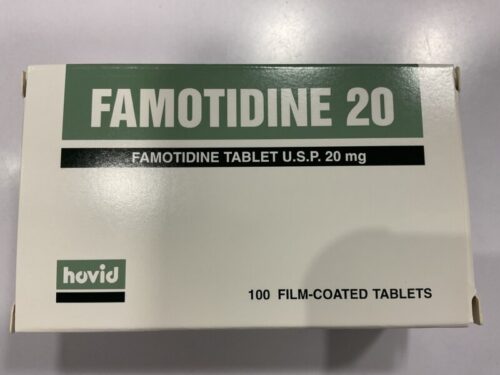 FAMOTIDINE 20
FAMOTIDINE TABLET U.S.P. 20 mg
hovid
100 FILM-COATED TABLETS